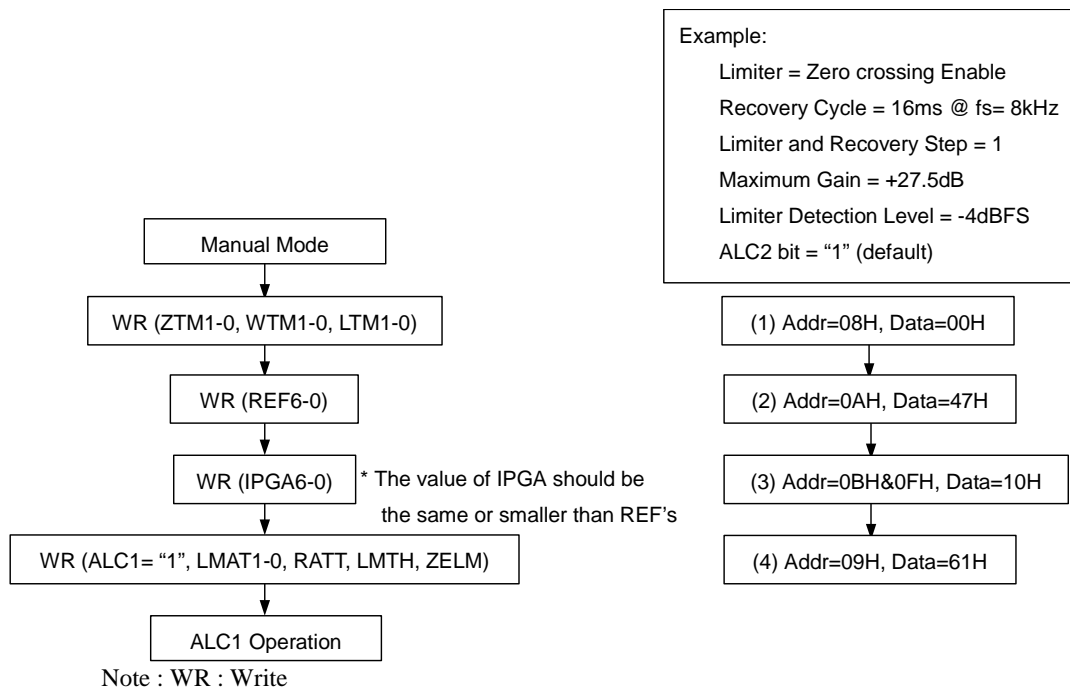 Example:
Limiter = Zero crossing Enable
Recovery Cycle = 16ms @ fs= 8kHz
Limiter and Recovery Step = 1
Maximum Gain = +27.5dB
Limiter Detection Level = -4dBFS
ALC2 bit = “1” (default)
Manual Mode
WR (ZTM1-0, WTM1-0, LTM1-0)
WR (REF6-0)
WR (IPGA6-0)
* The value of IPGA should be
the same or smaller than REF’s
WR (ALC1= “1”, LMAT1-0, RATT, LMTH, ZELM)
ALC1 Operation
Note : WR : Write
(1) Addr=08H, Data=00H
(2) Addr=0AH, Data=47H
(3) Addr=0BH&0FH, Data=10H
(4) Addr=09H, Data=61H